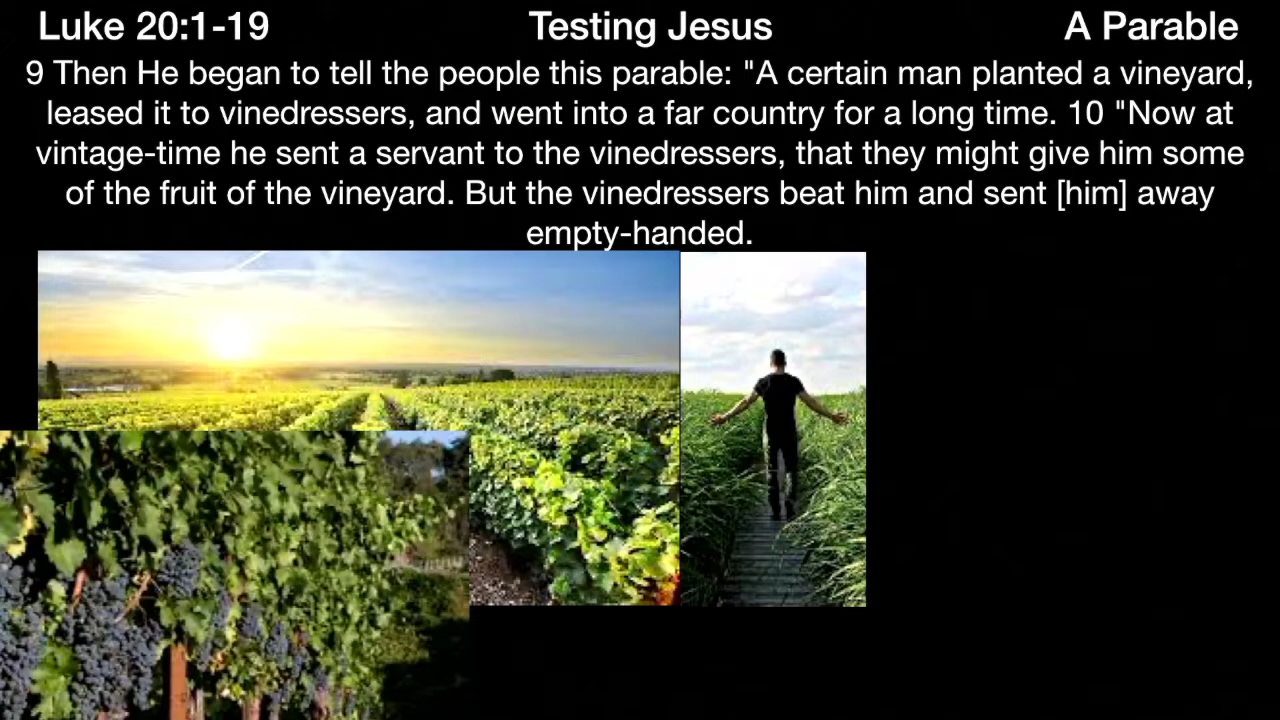 Luke 20:1-19 Testing Jesus A Parable
9 Then He began to tell the people this parable: "A certain man planted a vineyard,
leased it to vinedressers, and went into a far country for a long time. 10 "Now at
vintage-time he sent a servant to the vinedressers, that they might give him some
of the fruit of the vineyard. But the vinedressers beat him and sent [him] away
empty-handed.